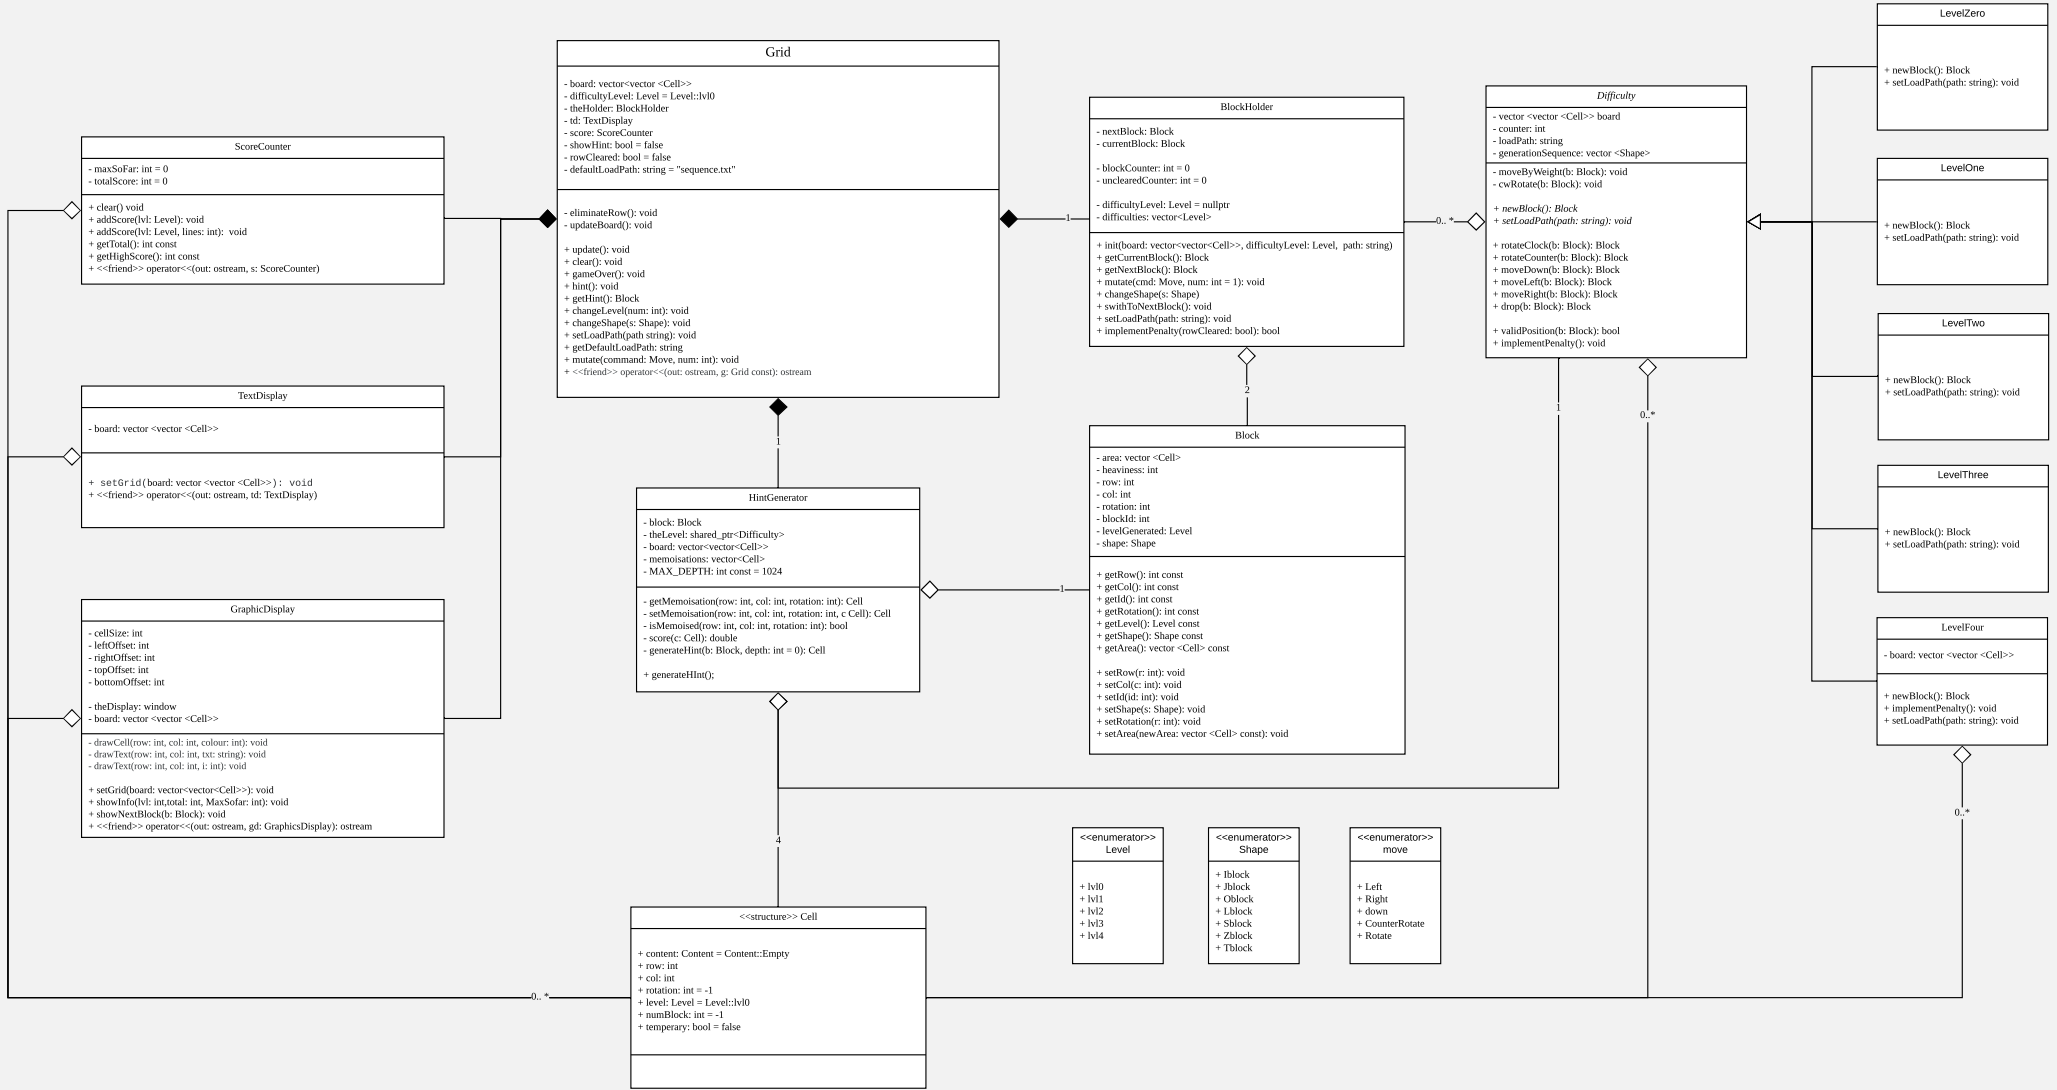 Grid
- board: vector<vector <Cell>>
- difficultyLevel: Level = Level::lvl0
- theHolder: BlockHolder
- td: TextDisplay
- score: ScoreCounter
- showHint: bool = false
- rowCleared: bool = false
- defaultLoadPath: string = "sequence.txt"
- eliminateRow(): void
- updateBoard(): void
+ update(): void
+ clear(): void
+ gameOver(): void
+ hint(): void
+ getHint(): Block
+ changeLevel(num: int): void
+ changeShape(s: Shape): void
+ setLoadPath(path string): void
+ getDefaultLoadPath: string
+ mutate(command: Move, num: int): void
+ <<friend>> operator<<(out: ostream, g: Grid const): ostream
ScoreCounter
- maxSoFar: int = 0
- totalScore: int = 0
+ clear() void
+ addScore(lvl: Level): void
+ addScore(lvl: Level, lines: int):  void
+ getTotal(): int const
+ getHighScore(): int const
+ <<friend>> operator<<(out: ostream, s: ScoreCounter)
TextDisplay
- board: vector <vector <Cell>>
+ setGrid(board: vector <vector <Cell>>): void
+ <<friend>> operator<<(out: ostream, td: TextDisplay)
GraphicDisplay
- cellSize: int
- leftOffset: int
- rightOffset: int
- topOffset: int
- bottomOffset: int
- theDisplay: window
- board: vector <vector <Cell>>
- drawCell(row: int, col: int, colour: int): void
- drawText(row: int, col: int, txt: string): void
- drawText(row: int, col: int, i: int): void
+ setGrid(board: vector<vector<Cell>>): void
+ showInfo(lvl: int,total: int, MaxSofar: int): void
+ showNextBlock(b: Block): void
+ <<friend>> operator<<(out: ostream, gd: GraphicsDisplay): ostream
1
HintGenerator
- block: Block
- theLevel: shared_ptr<Difficulty>
- board: vector<vector<Cell>>
- memoisations: vector<Cell>
- MAX_DEPTH: int const = 1024
- getMemoisation(row: int, col: int, rotation: int): Cell
- setMemoisation(row: int, col: int, rotation: int, c Cell): Cell
- isMemoised(row: int, col: int, rotation: int): bool
- score(c: Cell): double
- generateHint(b: Block, depth: int = 0): Cell
+ generateHInt();
4
0.. *
<<structure>> Cell
+ content: Content = Content::Empty
+ row: int
+ col: int
+ rotation: int = -1
+ level: Level = Level::lvl0
+ numBlock: int = -1
+ temperary: bool = false
1
BlockHolder
- nextBlock: Block
- currentBlock: Block
- blockCounter: int = 0
- unclearedCounter: int = 0
- difficultyLevel: Level = nullptr
- difficulties: vector<Level>
+ init(board: vector<vector<Cell>>, difficultyLevel: Level,  path: string)
+ getCurrentBlock(): Block
+ getNextBlock(): Block
+ mutate(cmd: Move, num: int = 1): void
+ changeShape(s: Shape)
+ swithToNextBlock(): void
+ setLoadPath(path: string): void
+ implementPenalty(rowCleared: bool): bool
2
Block
- area: vector <Cell>
- heaviness: int
- row: int
- col: int
- rotation: int
- blockId: int
- levelGenerated: Level
- shape: Shape
+ getRow(): int const
+ getCol(): int const
+ getId(): int const
+ getRotation(): int const
+ getLevel(): Level const
+ getShape(): Shape const
+ getArea(): vector <Cell> const
+ setRow(r: int): void
+ setCol(c: int): void
+ setId(id: int): void
+ setShape(s: Shape): void
+ setRotation(r: int): void
+ setArea(newArea: vector <Cell> const): void
1
0.. *
Difficulty
- vector <vector <Cell>> board
- counter: int
- loadPath: string
- generationSequence: vector <Shape>
- moveByWeight(b: Block): void
- cwRotate(b: Block): void
+ newBlock(): Block
+ setLoadPath(path: string): void
+ rotateClock(b: Block): Block
+ rotateCounter(b: Block): Block
+ moveDown(b: Block): Block
+ moveLeft(b: Block): Block
+ moveRight(b: Block): Block
+ drop(b: Block): Block
+ validPosition(b: Block): bool
+ implementPenalty(): void
1
0..*
<<enumerator>>
Level
+ lvl0
+ lvl1
+ lvl2
+ lvl3
+ lvl4
<<enumerator>>
Shape
+ Iblock
+ Jblock
+ Oblock
+ Lblock
+ Sblock
+ Zblock
+ Tblock
<<enumerator>>
move
+ Left
+ Right
+ down
+ CounterRotate
+ Rotate
LevelZero
+ newBlock(): Block
+ setLoadPath(path: string): void
LevelOne
+ newBlock(): Block
+ setLoadPath(path: string): void
LevelTwo
+ newBlock(): Block
+ setLoadPath(path: string): void
LevelThree
+ newBlock(): Block
+ setLoadPath(path: string): void
LevelFour
- board: vector <vector <Cell>>
+ newBlock(): Block
+ implementPenalty(): void
+ setLoadPath(path: string): void
0..*